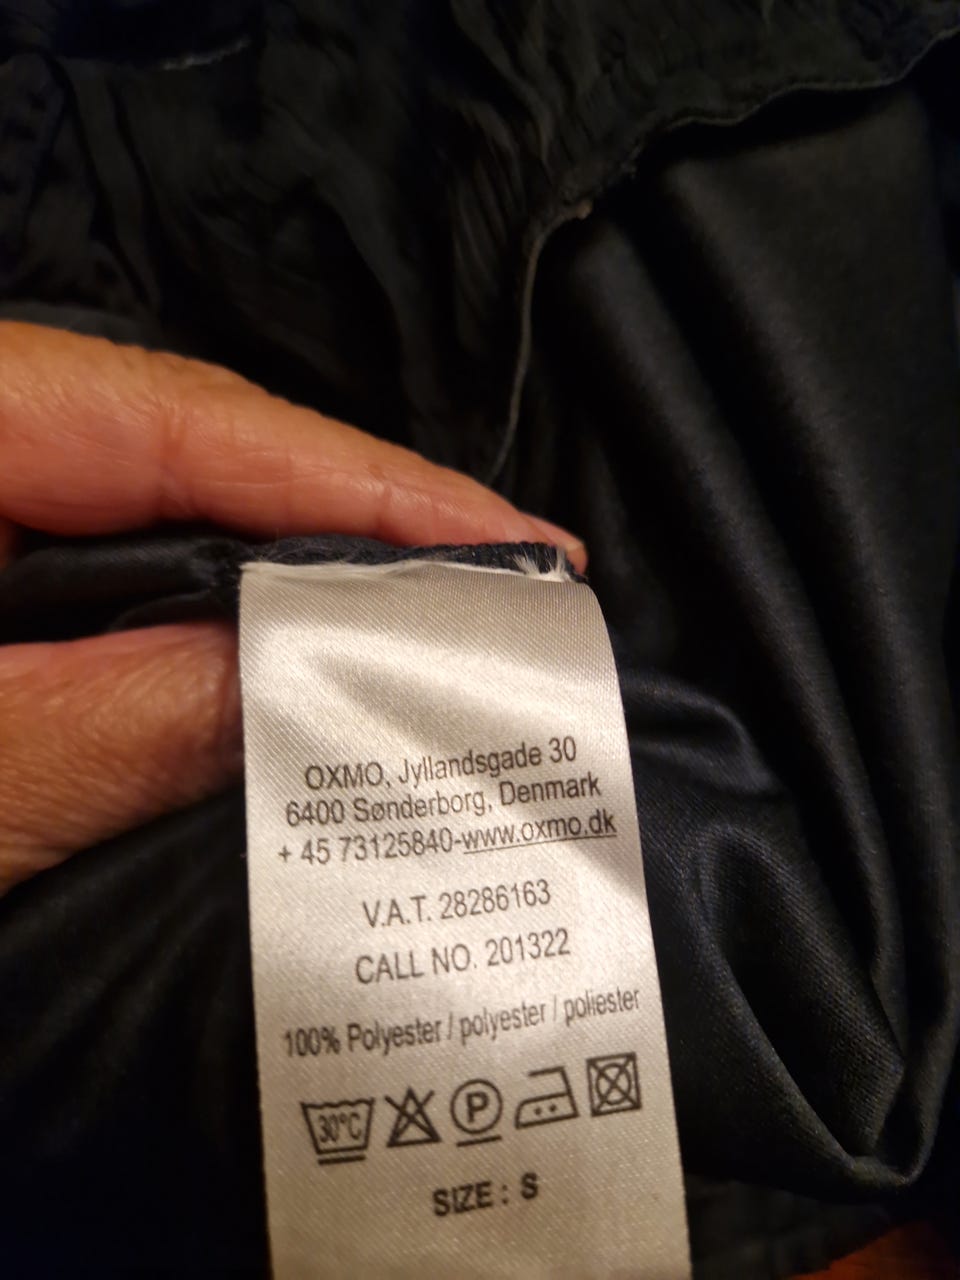 OXMO, Jyllandsgade 30
6400 Sønderborg, Denmark
+ 45 73125840-www.oxmo.dk
V.A.T. 28286163
CALL NO. 201322
100% Polyester / polyester / poliester
30°C P
SIZE : S